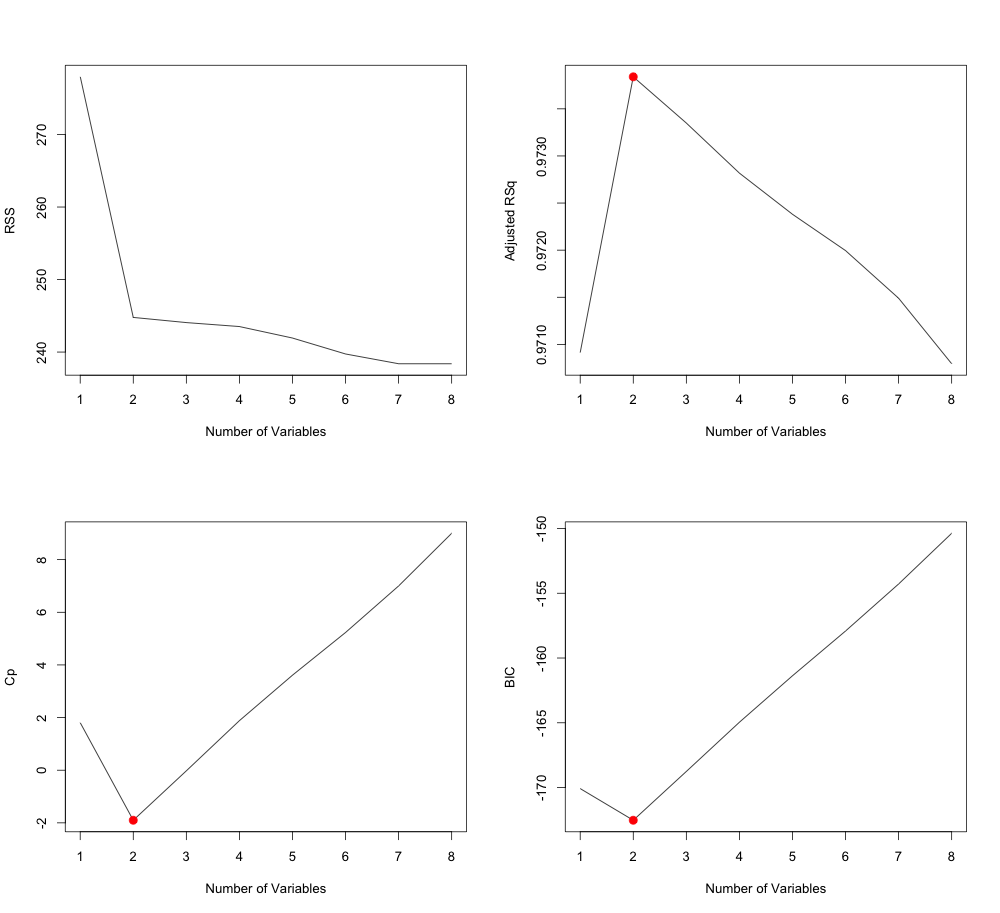 RSS
270
260
250
240
1 2 3 4 5 6 7 8
Number of Variables
Adjusted RSq
0.9730
0.9720
0.9710
1 2 3 4 5 6 7 8
Number of Variables
Cp
8
6
4
2
0
-2
1 2 3 4 5 6 7 8
Number of Variables
BIC
-150
-155
-160
-165
-170
1 2 3 4 5 6 7 8
Number of Variables